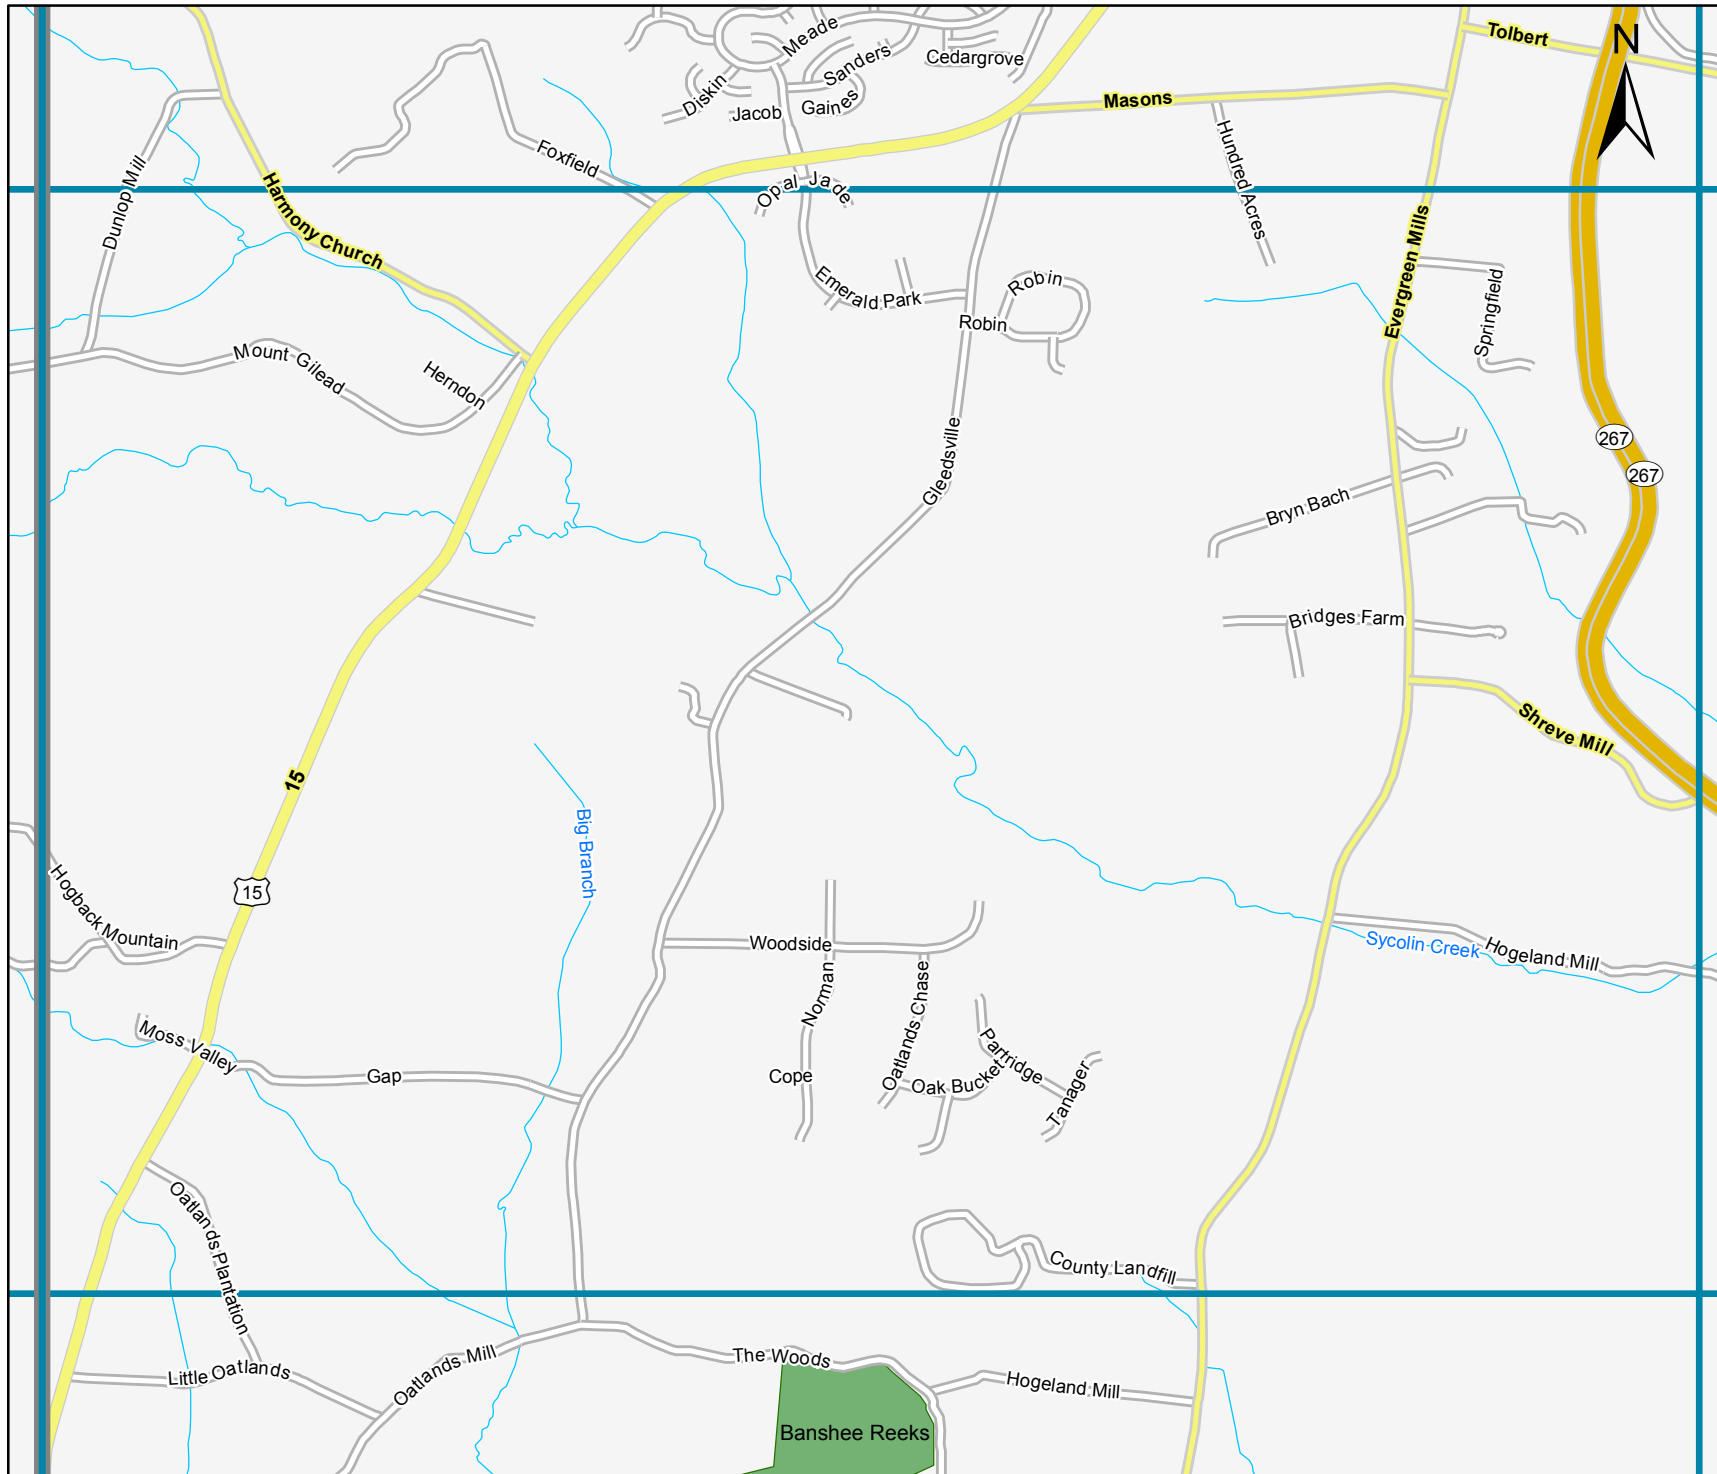 Meade
Tolbert
N
Sanders
Cedargrove
Diskin
Jacob
Gaines
Masons
Foxfield
Hundred Acres
Dunlop Mill
Harmony Church
Opal
Jade
Evergreen Mills
Emerald Park
Robin
Robin
Springfield
Mount Gilead
Herndon
267
267
Gleedsville
Bryn Bach
Bridges Farm
Shreve Mill
15
Big Branch
15
Hogback Mountain
Woodside
Sycolin Creek
Hogeland Mill
Norman
Oatlands Chase
Moss Valley
Gap
Cope
Partridge
Oak Bucket
Tanager
Oatlands Plantation
County Landfill
The Woods
Little Oatlands
Oatlands Mill
Hogeland Mill
Banshee Reeks